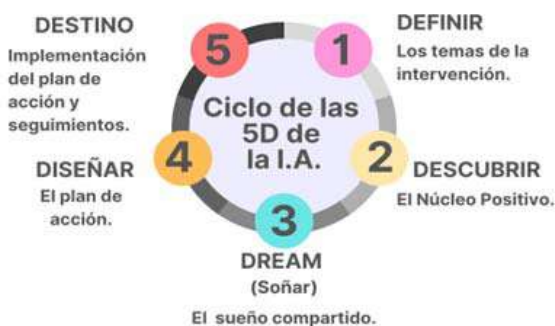 Ciclo de las
5D de
la I.A.
1
DEFINIR
Los temas de la
intervención.
2
DESCUBRIR
El Núcleo Positivo.
3
DREAM
(Soñar)
El sueño compartido.
4
DISEÑAR
El plan de
acción.
5
DESTINO
Implementación
del plan de
acción y
seguimientos.